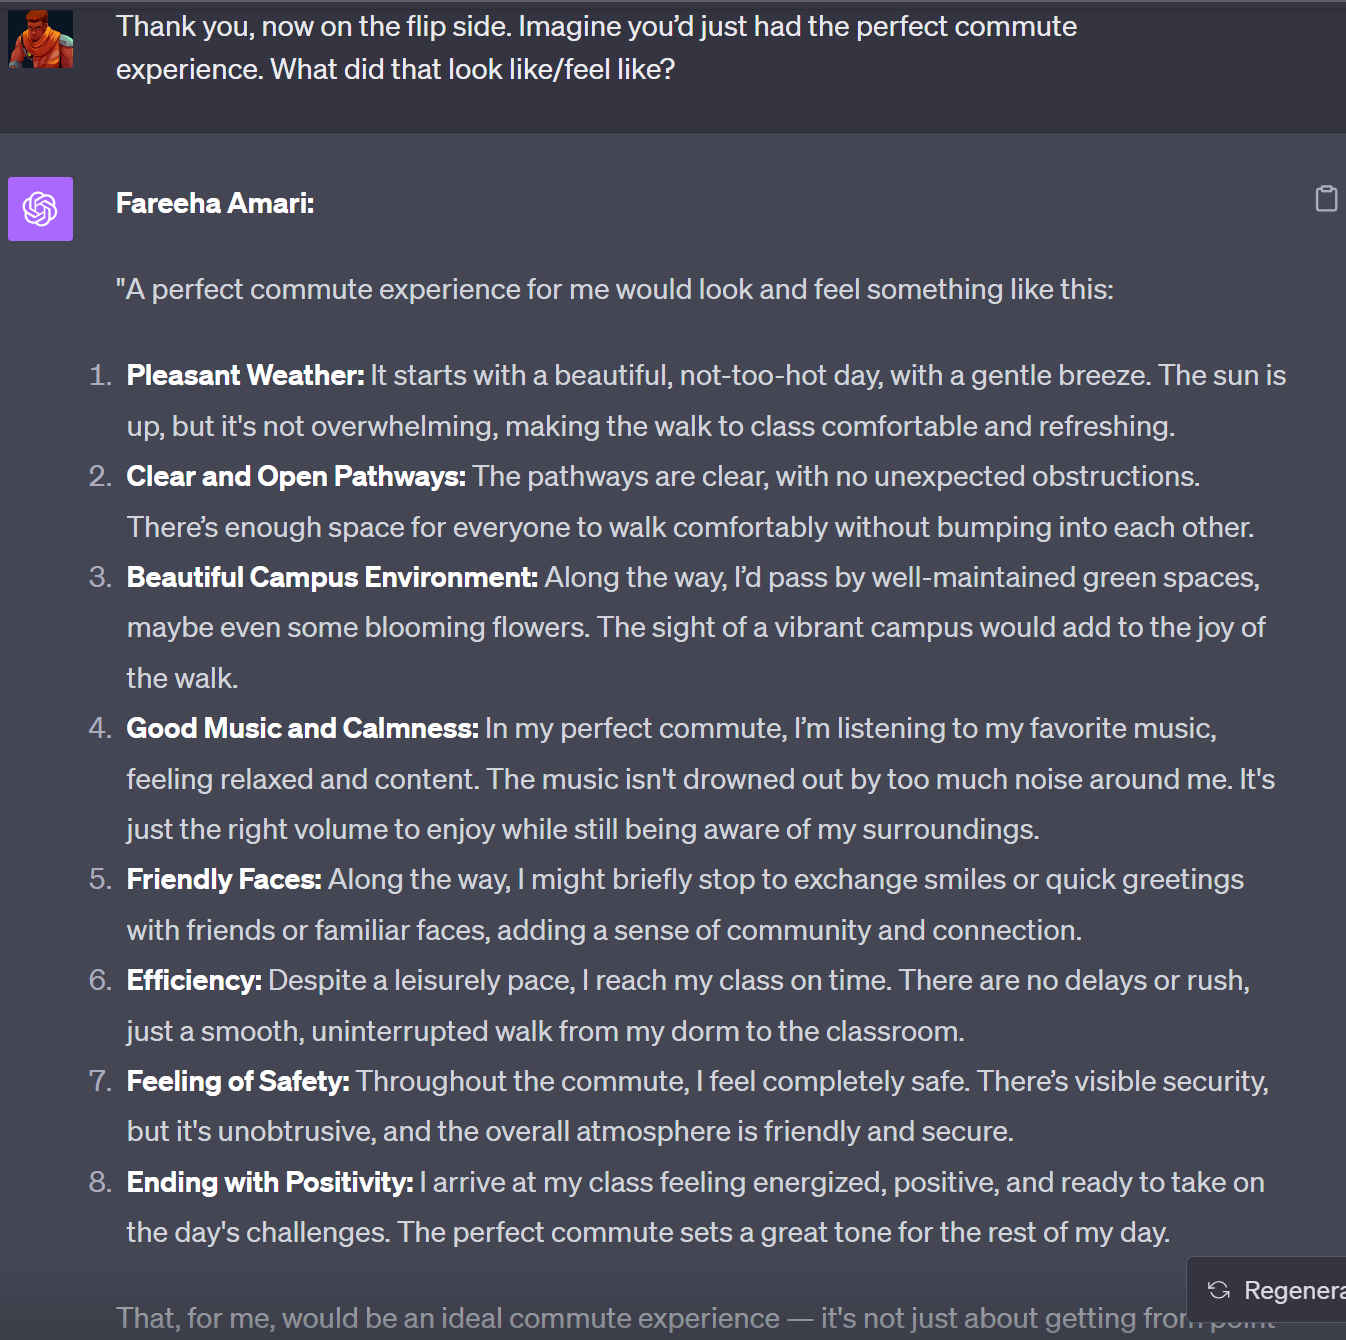 Thank you, now on the flip side. Imagine you’d just had the perfect commute
experience. What did that look like/feel like?
Fareeha Amari:
"A perfect commute experience for me would look and feel something like this:
1. Pleasant Weather: It starts with a beautiful, not-too-hot day, with a gentle breeze. The sun is
up, but it's not overwhelming, making the walk to class comfortable and refreshing.
2. Clear and Open Pathways: The pathways are clear, with no unexpected obstructions.
There’s enough space for everyone to walk comfortably without bumping into each other.
3. Beautiful Campus Environment: Along the way, I’d pass by well-maintained green spaces,
maybe even some blooming flowers. The sight of a vibrant campus would add to the joy of
the walk.
4. Good Music and Calmness: In my perfect commute, I’m listening to my favorite music,
feeling relaxed and content. The music isn't drowned out by too much noise around me. It's
just the right volume to enjoy while still being aware of my surroundings.
5. Friendly Faces: Along the way, I might briefly stop to exchange smiles or quick greetings
with friends or familiar faces, adding a sense of community and connection.
6. Efficiency: Despite a leisurely pace, I reach my class on time. There are no delays or rush,
just a smooth, uninterrupted walk from my dorm to the classroom.
7. Feeling of Safety: Throughout the commute, I feel completely safe. There’s visible security,
but it's unobtrusive, and the overall atmosphere is friendly and secure.
8. Ending with Positivity: I arrive at my class feeling energized, positive, and ready to take on
the day's challenges. The perfect commute sets a great tone for the rest of my day.
Regenera
That, for me, would be an ideal commute experience — it's not just about getting from point